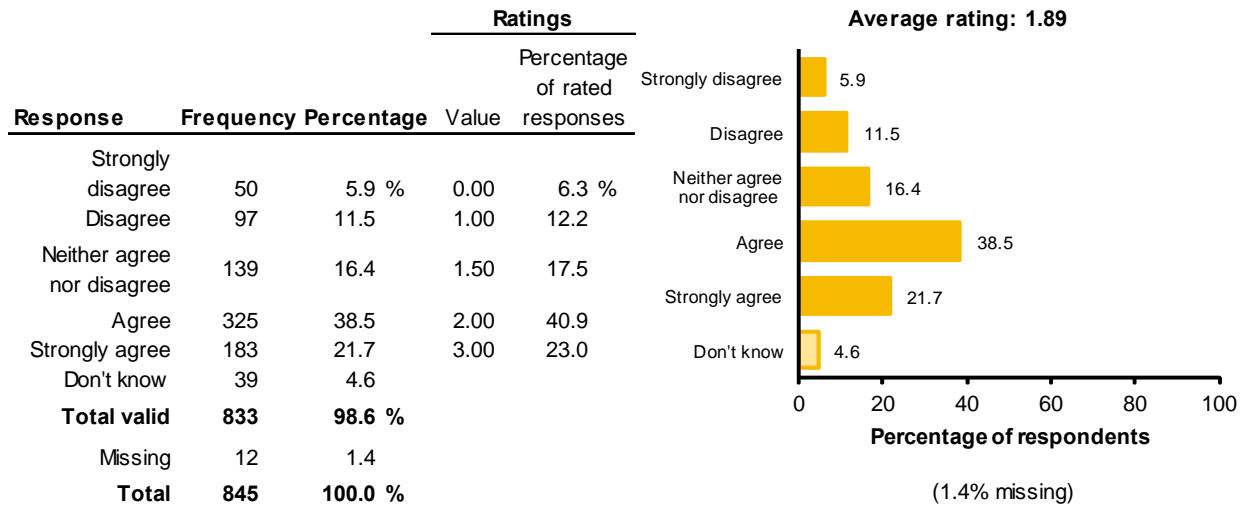 Ratings
Response Frequency Percentage Value Percentage of rated responses
Strongly disagree 50 5.9 % 0.00 6.3 %
Disagree 97 11.5 1.00 12.2
Neither agree nor disagree 139 16.4 1.50 17.5
Agree 325 38.5 2.00 40.9
Strongly agree 183 21.7 3.00 23.0
Don't know 39 4.6
Total valid 833 98.6 %
Missing 12 1.4
Total 845 100.0 %
Average rating: 1.89
Strongly disagree 5.9
Disagree 11.5
Neither agree
nor disagree 16.4
Agree 38.5
Strongly agree 21.7
Don't know 4.6
0 20 40 60 80 100
Percentage of respondents
(1.4% missing)